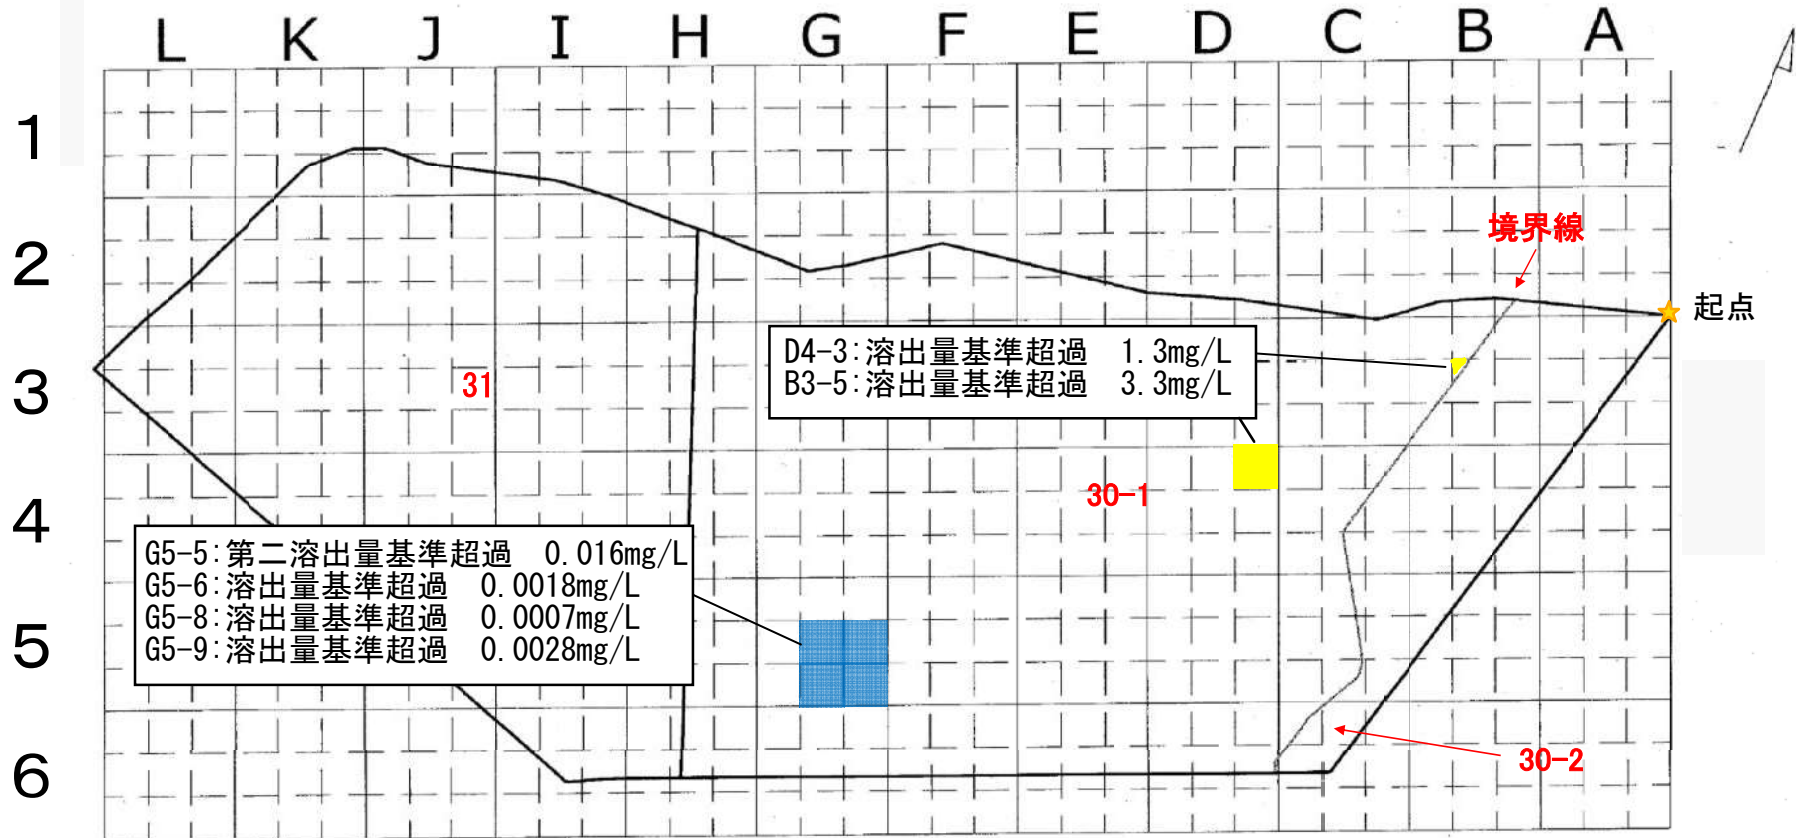 L K J I H G F E D C B A
1
2
境界線
起点
D4-3:溶出量基準超過 1.3mg/L
B3-5:溶出量基準超過 3.3mg/L
3
31
30-1
4
G5-5:第二溶出量基準超過 0.016mg/L
G5-6:溶出量基準超過 0.0018mg/L
G5-8:溶出量基準超過 0.0007mg/L
G5-9:溶出量基準超過 0.0028mg/L
5
30-2
6